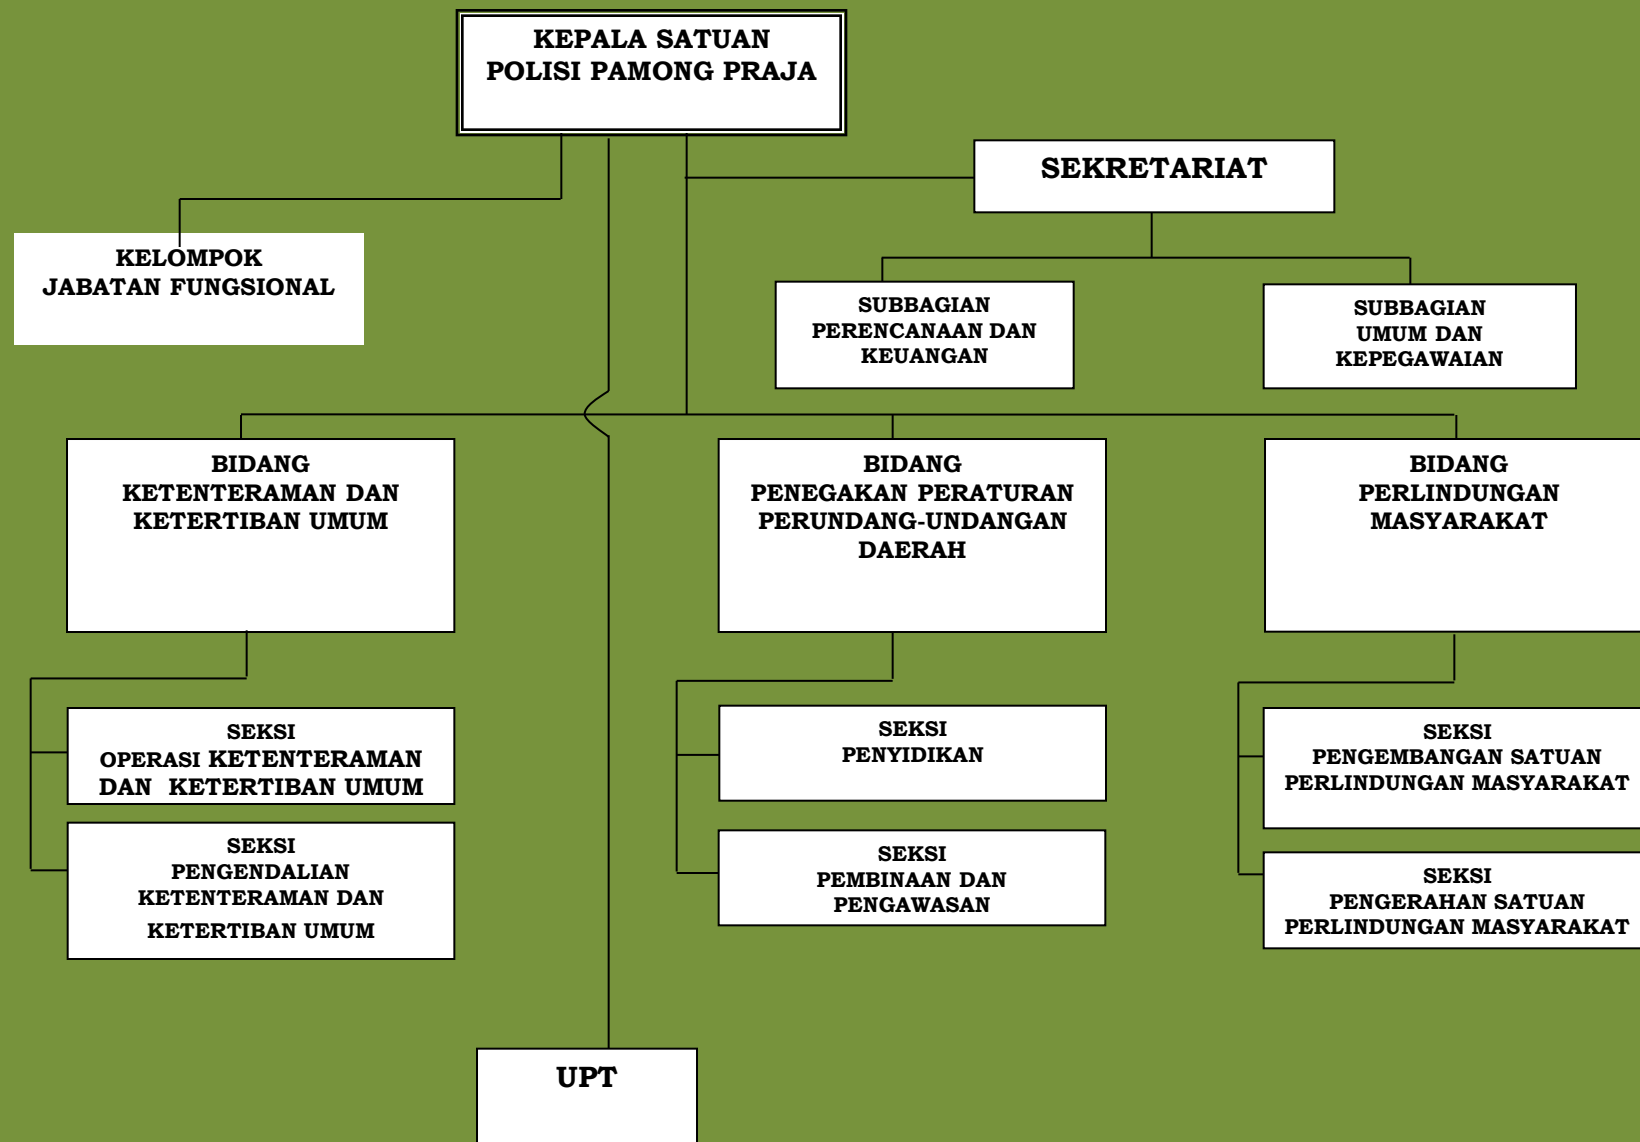 KEPALA SATUAN
POLISI PAMONG PRAJA
SEKRETARIAT
KELOMPOK
JABATAN FUNGSIONAL
SUBBAGIAN
PERENCANAAN DAN
KEUANGAN
SUBBAGIAN
UMUM DAN
KEPEGAWAIAN
BIDANG
KETENTERAMAN DAN
KETERTIBAN UMUM
BIDANG
PENEGAKAN PERATURAN
PERUNDANG-UNDANGAN
DAERAH
BIDANG
PERLINDUNGAN
MASYARAKAT
SEKSI
OPERASI KETENTERAMAN
DAN KETERTIBAN UMUM
SEKSI
PENYIDIKAN
SEKSI
PENGEMBANGAN SATUAN
PERLINDUNGAN MASYARAKAT
SEKSI
PENGENDALIAN
KETENTERAMAN DAN
KETERTIBAN UMUM
SEKSI
PEMBINAAN DAN
PENGAWASAN
SEKSI
PENGERAHAN SATUAN
PERLINDUNGAN MASYARAKAT
UPT